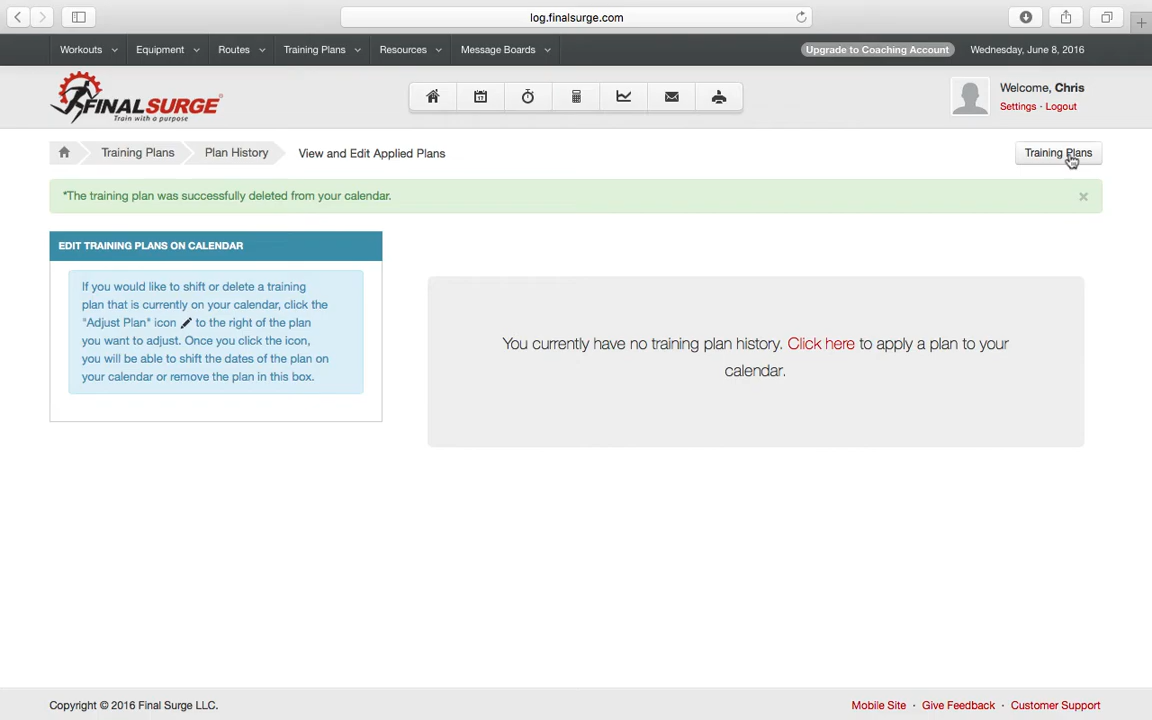 log.finalsurge.com
Workouts Equipment Routes Training Plans Resources Message Boards Upgrade to Coaching Account Wednesday, June 8, 2016
FINALSURGE®
Train with a purpose
17
Welcome, Chris
Settings - Logout
Training Plans Plan History View and Edit Applied Plans Training Plans
*The training plan was successfully deleted from your calendar. ×
EDIT TRAINING PLANS ON CALENDAR
If you would like to shift or delete a training
plan that is currently on your calendar, click the
"Adjust Plan" icon to the right of the plan
you want to adjust. Once you click the icon,
you will be able to shift the dates of the plan on
your calendar or remove the plan in this box.
You currently have no training plan history. Click here to apply a plan to your
calendar.
Copyright © 2016 Final Surge LLC. Mobile Site · Give Feedback · Customer Support